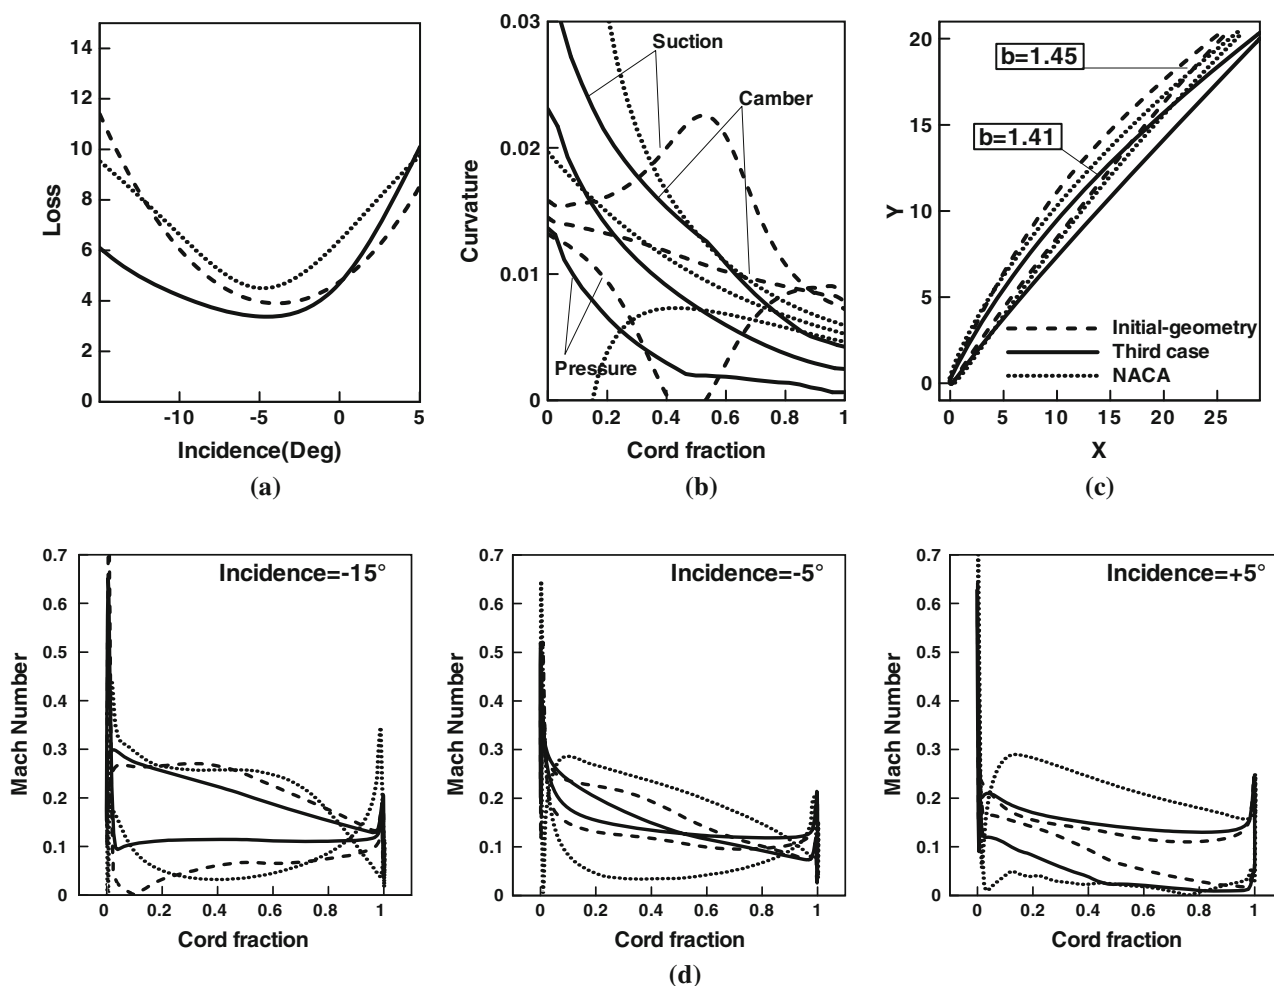 14
12
10
8
6
4
2
0
Loss
-10 -5 0 5
Incidence(Deg)
(a)
0.03
0.02
0.01
0
Curvature
Suction
Camber
Pressure
0 0.2 0.4 0.6 0.8 1
Cord fraction
(b)
20
15
10
5
0
Y
b=1.45
b=1.41
Initial-geometry
Third case
NACA
0 5 10 15 20 25
X
(c)
0.7
0.6
0.5
0.4
0.3
0.2
0.1
0
Mach Number
Incidence=-15°
0 0.2 0.4 0.6 0.8 1
Cord fraction
0.7
0.6
0.5
0.4
0.3
0.2
0.1
0
Mach Number
Incidence=-5°
0 0.2 0.4 0.6 0.8 1
Cord fraction
0.7
0.6
0.5
0.4
0.3
0.2
0.1
0
Mach Number
Incidence=+5°
0 0.2 0.4 0.6 0.8 1
Cord fraction
(d)